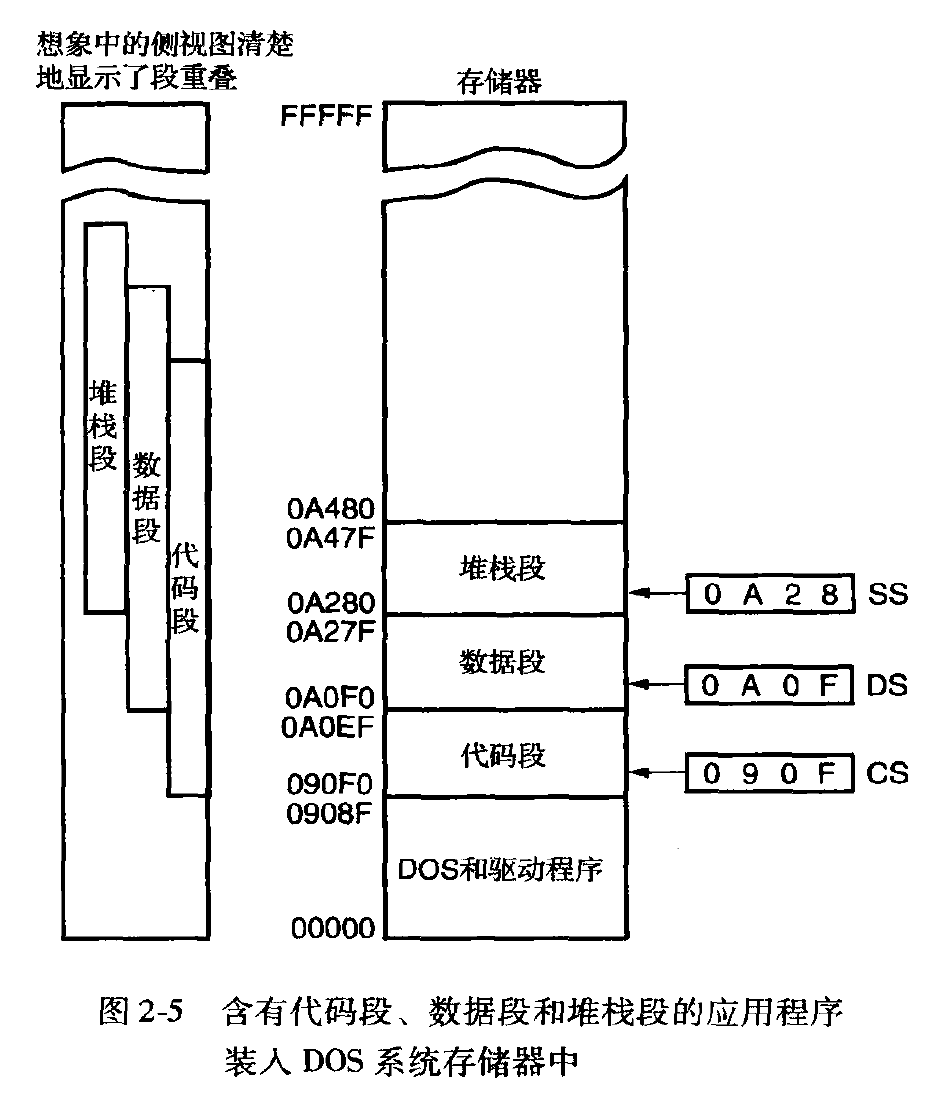 想象中的侧视图清楚
地显示了段重叠
存储器
FFFFF
堆栈段
数据段
代码段
0A480
0A47F
堆栈段
0A280
0 A 2 8 SS
0A27F
数据段
0A0F0
0 A 0 F DS
0A0EF
代码段
090F0
0 9 0 F CS
0908F
DOS和驱动程序
00000
图 2-5 含有代码段、数据段和堆栈段的应用程序
装入 DOS 系统存储器中